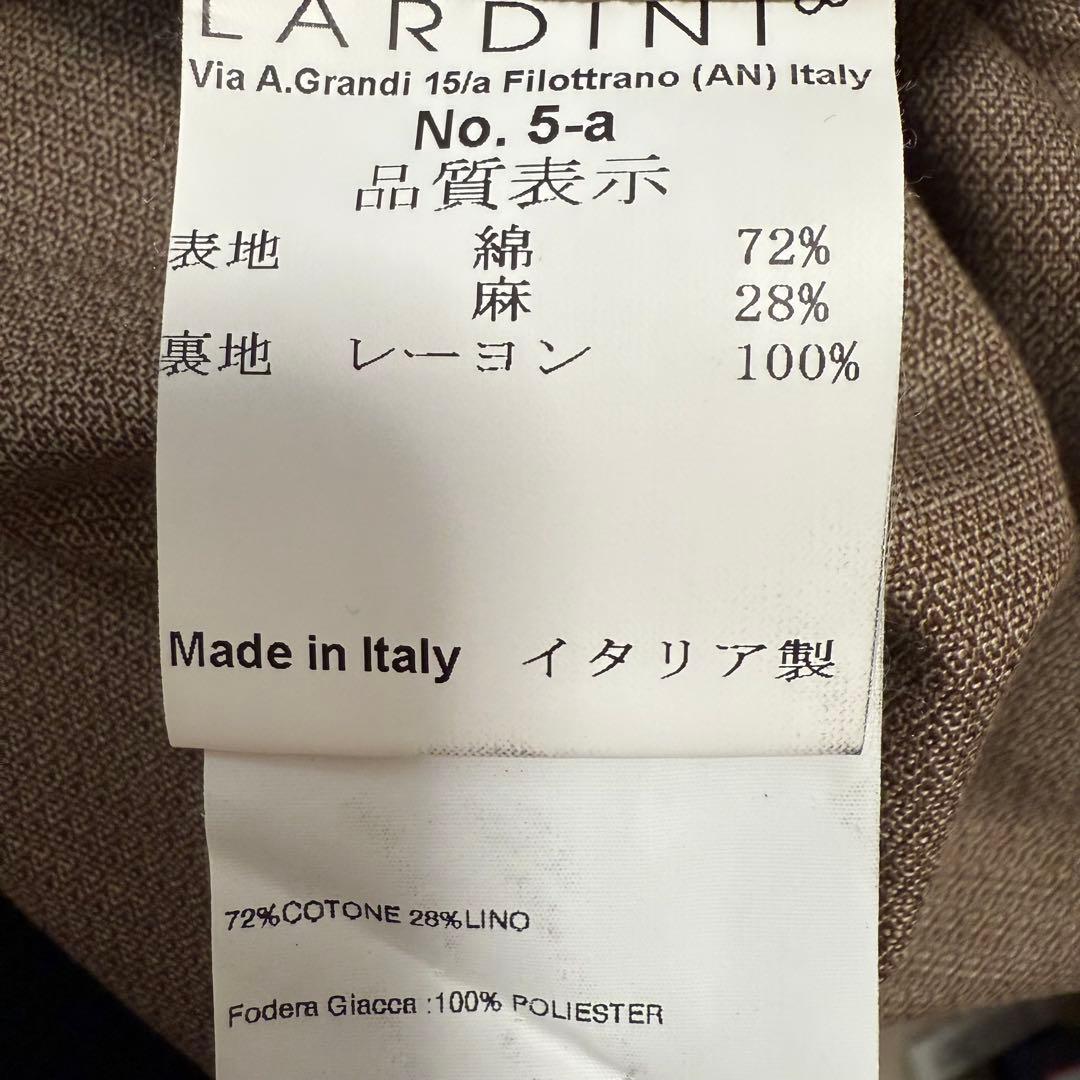 LARDINI®
Via A.Grandi 15/a Filottrano (AN) Italy
No. 5-a
品質表示
表地 綿 72%
麻 28%
裏地 レーヨン 100%
Made in Italy イタリア製
72%COTONE 28%LINO
Fodera Giacca :100% POLIESTER